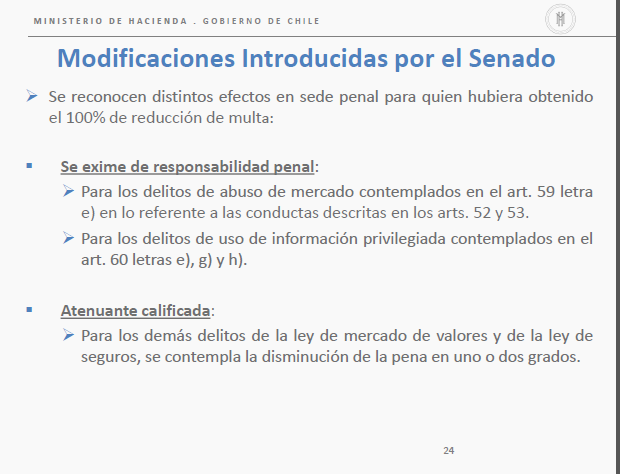 MINISTERIO DE HACIENDA . GOBIERNO DE CHILE
Modificaciones Introducidas por el Senado
Se reconocen distintos efectos en sede penal para quien hubiera obtenido
el 100% de reducción de multa:
Se exime de responsabilidad penal:
Para los delitos de abuso de mercado contemplados en el art. 59 letra
e) en lo referente a las conductas descritas en los arts. 52 y 53.
Para los delitos de uso de información privilegiada contemplados en el
art. 60 letras e), g) y h).
Atenuante calificada:
Para los demás delitos de la ley de mercado de valores y de la ley de
seguros, se contempla la disminución de la pena en uno o dos grados.
24